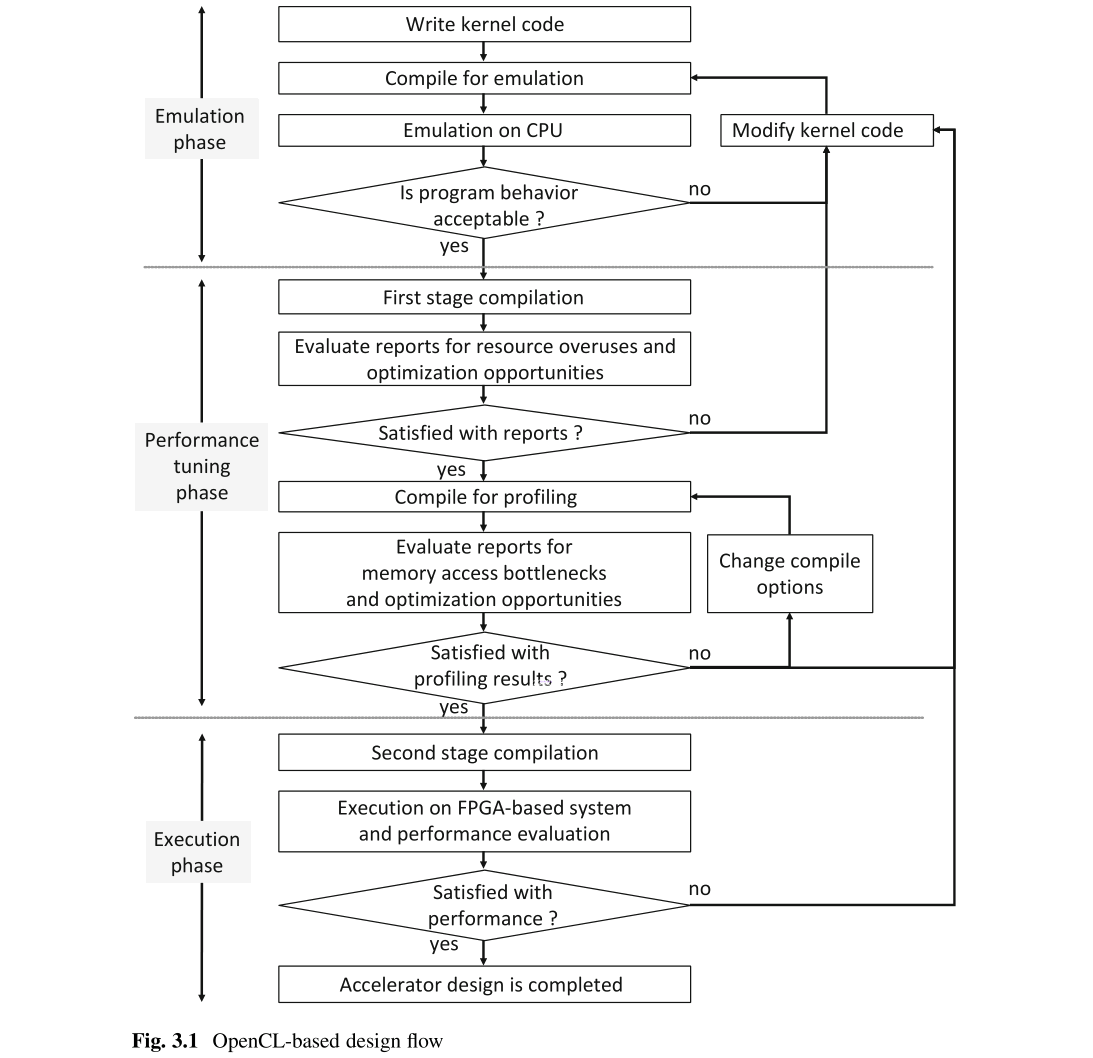 Write kernel code
Compile for emulation
Emulation on CPU
Modify kernel code
Emulation
phase
Is program behavior
acceptable ?
no
yes
First stage compilation
Evaluate reports for resource overuses and
optimization opportunities
Satisfied with reports ?
no
yes
Performance
tuning
phase
Compile for profiling
Evaluate reports for
memory access bottlenecks
and optimization opportunities
Change compile
options
Satisfied with
profiling results ?
no
yes
Second stage compilation
Execution on FPGA-based system
and performance evaluation
Execution
phase
Satisfied with
performance ?
no
yes
Accelerator design is completed
Fig. 3.1 OpenCL-based design flow